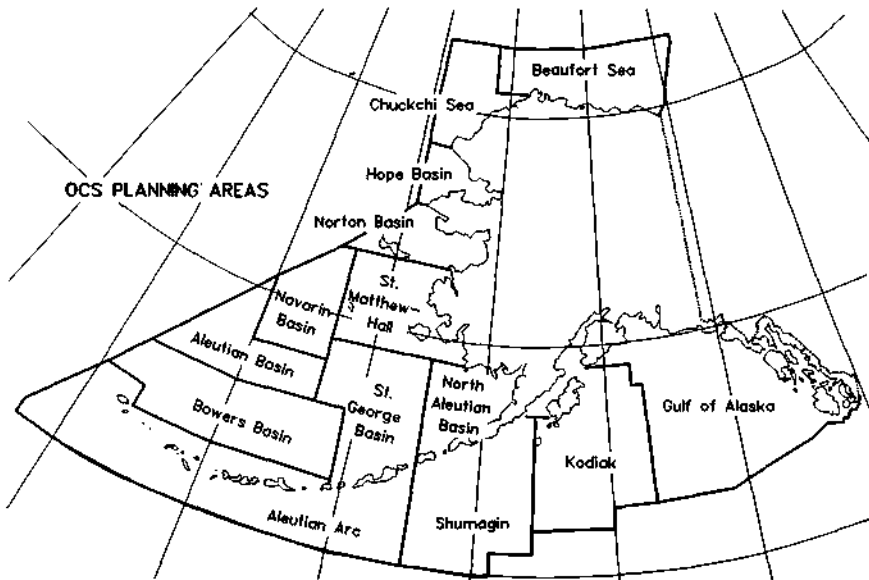 Beaufort Sea
Chuckchi Sea
Hope Basin
OCS PLANNING AREAS
Norton Basin
St.
Matthew-
Hall
Navarin
Basin
Aleutian Basin
St.
George
Basin
North
Aleutian
Basin
Bowers Basin
Gulf of Alaska
Kodiak
Aleutian Arc
Shumagin